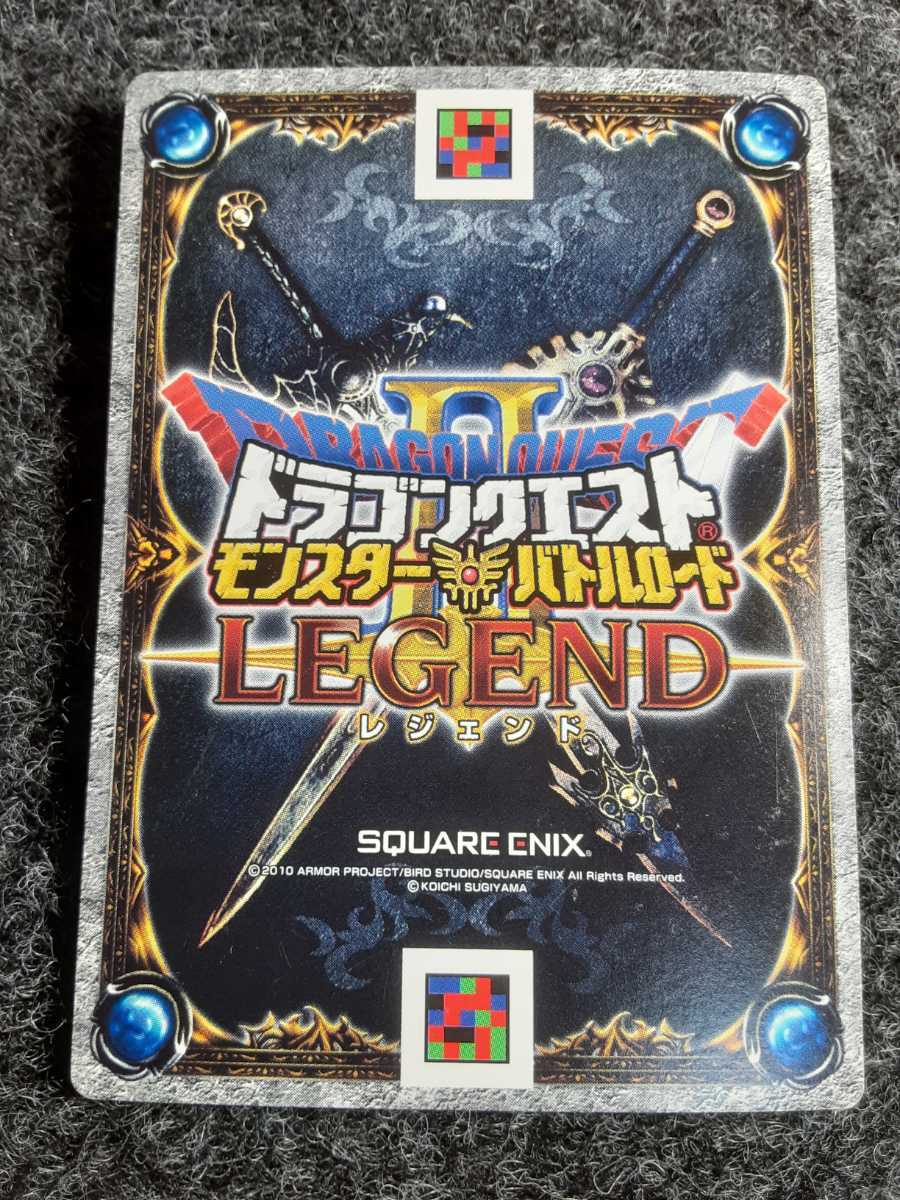 DRAGON QUEST
II
ドラゴンクエスト®
モンスター バトルロード
LEGEND
レジェンド
SQUARE ENIX®
©2010 ARMOR PROJECT/BIRD STUDIO/SQUARE ENIX All Rights Reserved.
©KOICHI SUGIYAMA